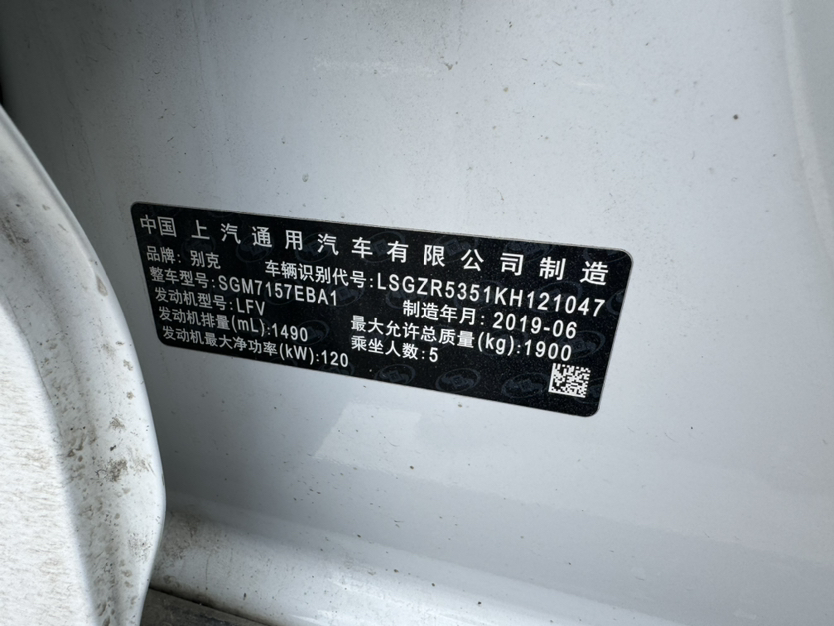 中国上汽通用汽车有限公司制造
品牌: 别克 车辆识别代号:LSGZR5351KH121047
整车型号:SGM7157EBA1 制造年月: 2019-06
发动机型号:LFV 最大允许总质量(kg):1900
发动机排量(mL):1490 乘坐人数:5
发动机最大净功率(kW):120